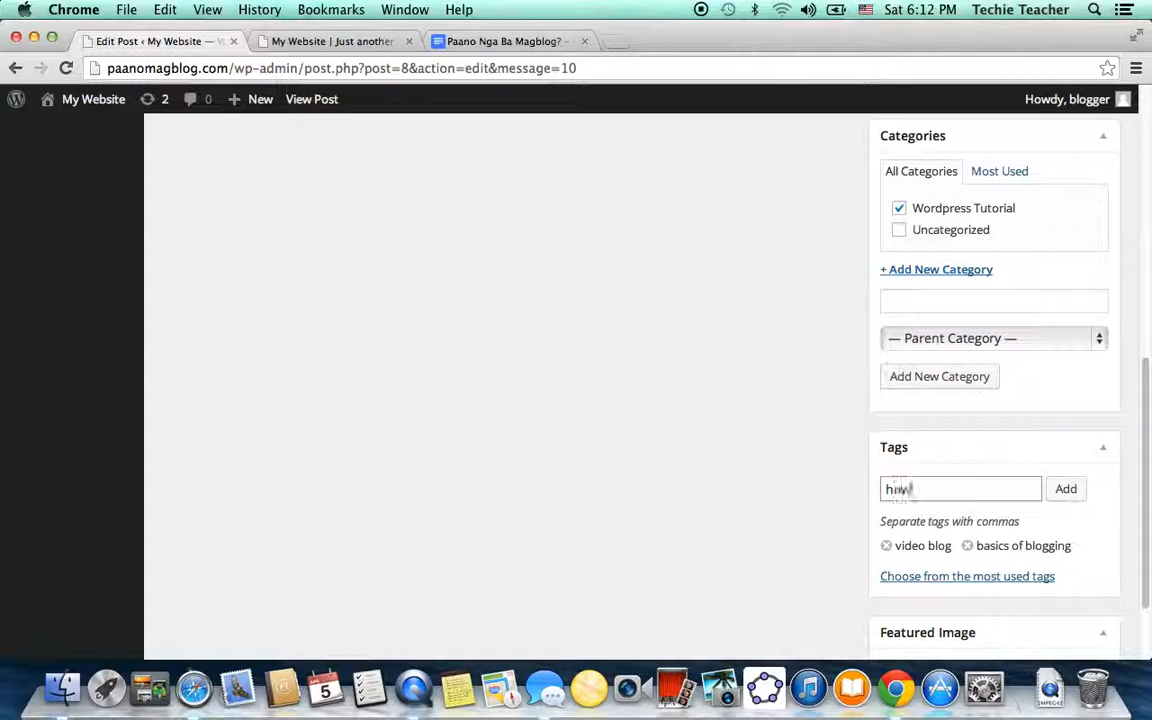 Chrome File Edit View History Bookmarks Window Help Sat 6:12 PM Techie Teacher
Edit Post ‹ My Website — My Website | Just another Paano Nga Ba Magblog? -
paanomagblog.com/wp-admin/post.php?post=8&action=edit&message=10
My Website 2 0 + New View Post Howdy, blogger
Categories
All Categories Most Used
Wordpress Tutorial
Uncategorized
+ Add New Category
— Parent Category —
Add New Category
Tags
how Add
Separate tags with commas
video blog basics of blogging
Choose from the most used tags
Featured Image
5